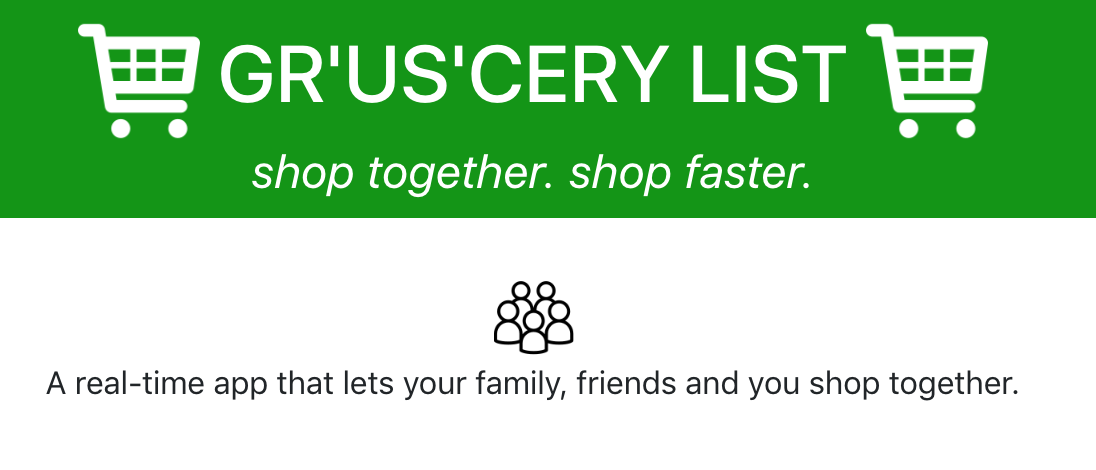 GR'US'CERY LIST
shop together. shop faster.
A real-time app that lets your family, friends and you shop together.